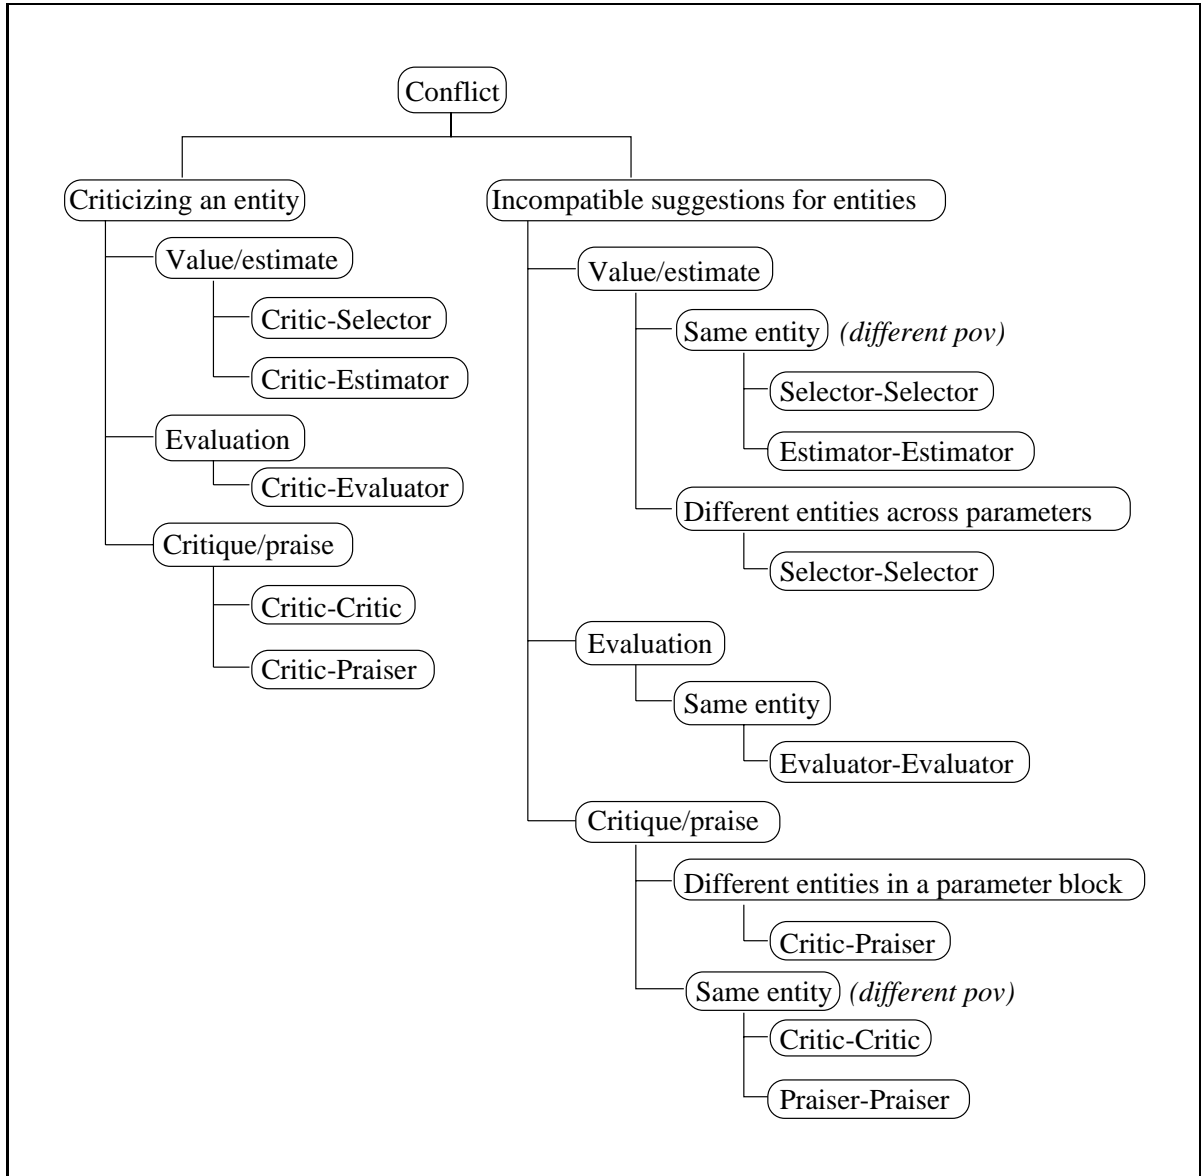 Conflict
Criticizing an entity
Value/estimate
Critic-Selector
Critic-Estimator
Evaluation
Critic-Evaluator
Critique/praise
Critic-Critic
Critic-Praiser
Incompatible suggestions for entities
Value/estimate
Same entity (different pov)
Selector-Selector
Estimator-Estimator
Different entities across parameters
Selector-Selector
Evaluation
Same entity
Evaluator-Evaluator
Critique/praise
Different entities in a parameter block
Critic-Praiser
Same entity (different pov)
Critic-Critic
Praiser-Praiser